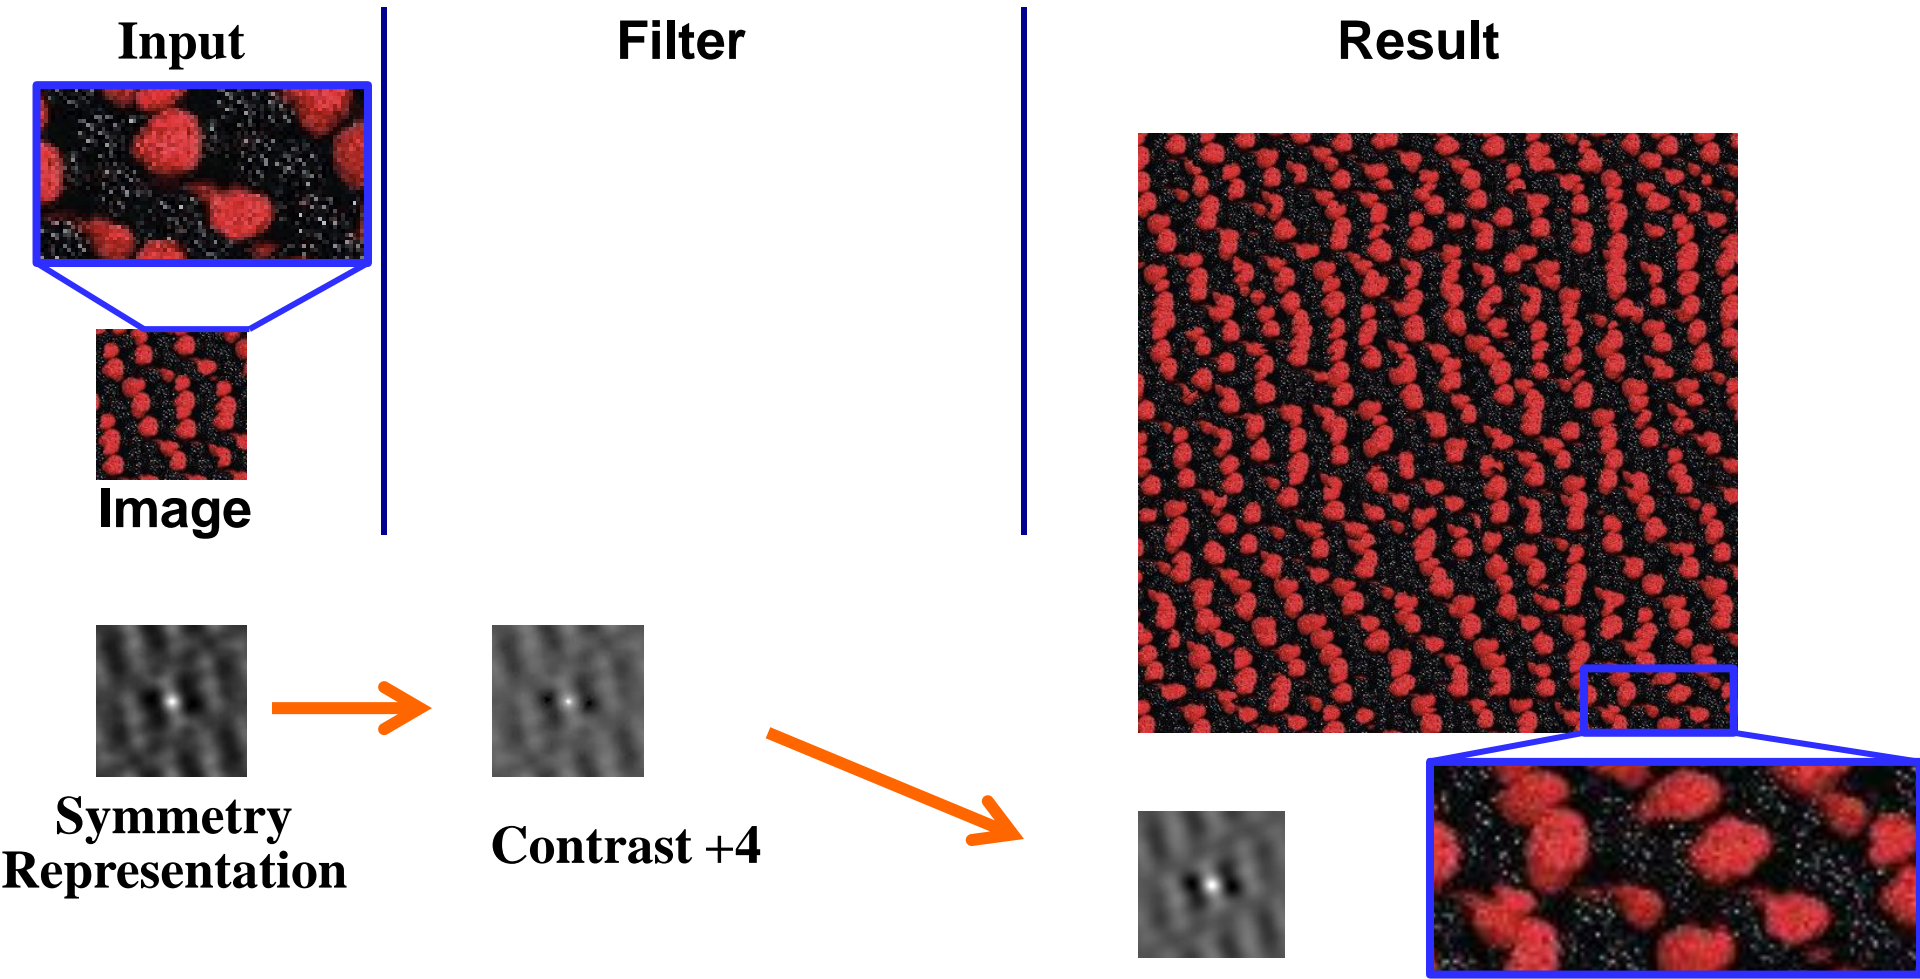 Input
Filter
Result
Image
Symmetry
Representation
Contrast +4